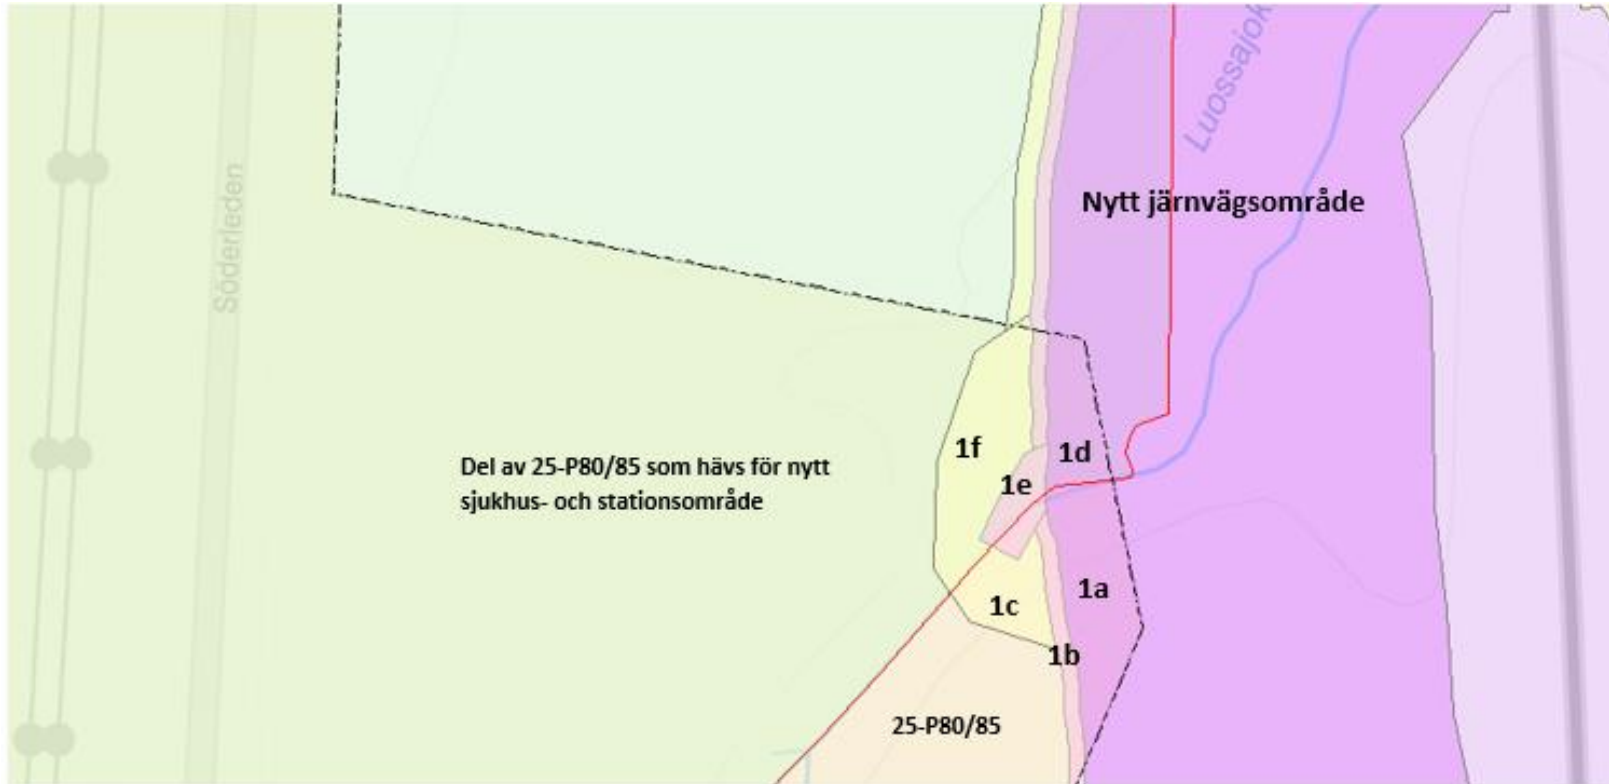 Luossajok
Söderleden
Nytt järnvägsområde
1f
1d
Del av 25-P80/85 som hävs för nytt
sjukhus- och stationsområde
1e
1a
1c
1b
25-P80/85